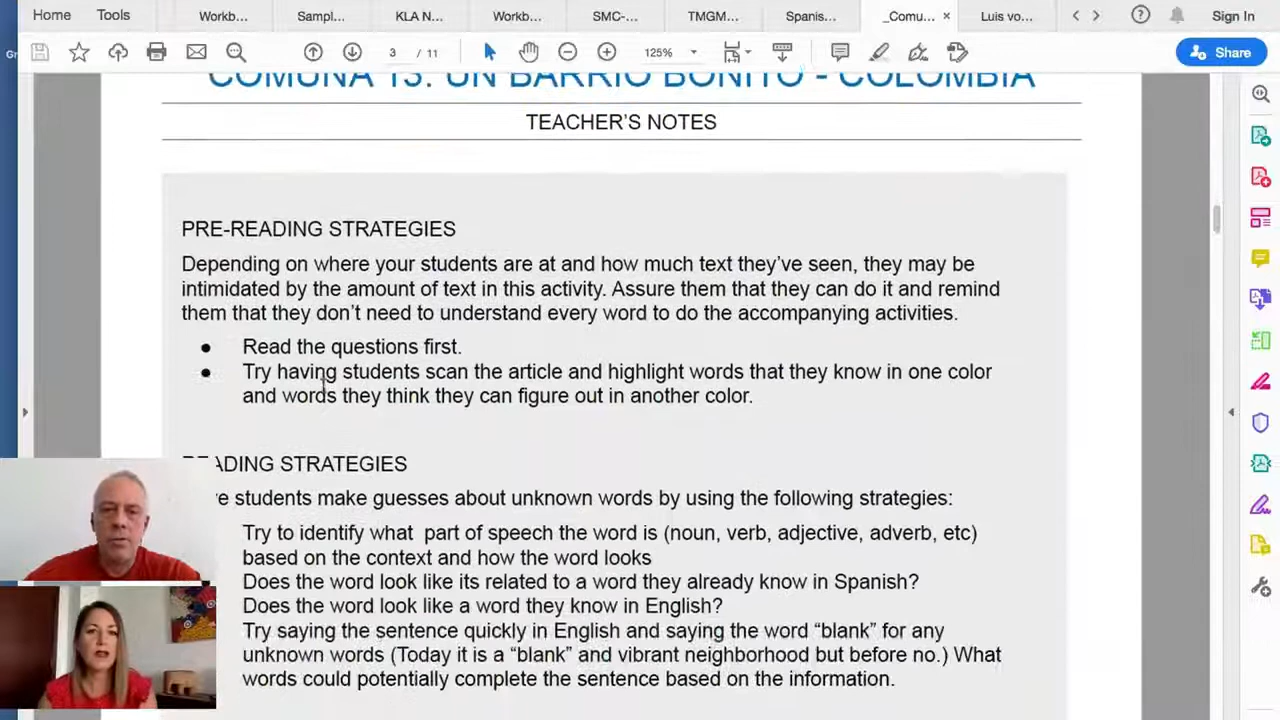 Home Tools Workb... Sampl... KLA N... Workb... SMC-... TMGM... Spanis... _Comu... × Luis vo... Sign In
3 / 11 125% Share
COMUNA 13: UN BARRIO BONITO - COLOMBIA
TEACHER'S NOTES
PRE-READING STRATEGIES
Depending on where your students are at and how much text they've seen, they may be
intimidated by the amount of text in this activity. Assure them that they can do it and remind
them that they don't need to understand every word to do the accompanying activities.
● Read the questions first.
● Try having students scan the article and highlight words that they know in one color
and words they think they can figure out in another color.
ADING STRATEGIES
e students make guesses about unknown words by using the following strategies:
Try to identify what part of speech the word is (noun, verb, adjective, adverb, etc)
based on the context and how the word looks
Does the word look like its related to a word they already know in Spanish?
Does the word look like a word they know in English?
Try saying the sentence quickly in English and saying the word “blank” for any
unknown words (Today it is a “blank” and vibrant neighborhood but before no.) What
words could potentially complete the sentence based on the information.